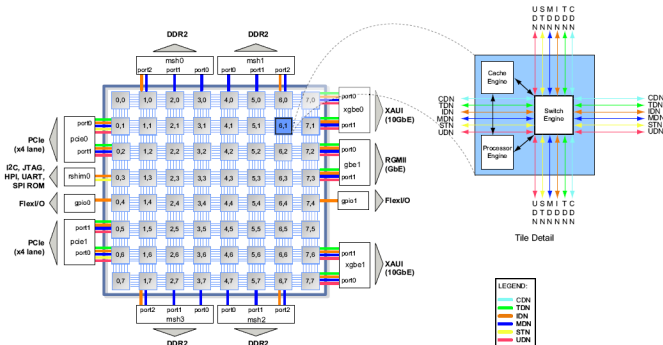 DDR2
DDR2
msh0
port2 port1 port0
msh1
port1 port0 port2
U S M I T C
D T D D D D
N N N N N N
Cache
Engine
Switch
Engine
Processor
Engine
CDN
TDN
IDN
MDN
STN
UDN
CDN
TDN
IDN
MDN
STN
UDN
U S M I T C
D T D D D D
N N N N N N
Tile Detail
0,0 1,0 2,0 3,0 4,0 5,0 6,0 7,0
0,1 1,1 2,1 3,1 4,1 5,1 6,1 7,1
0,2 1,2 2,2 3,2 4,2 5,2 6,2 7,2
0,3 1,3 2,3 3,3 4,3 5,3 6,3 7,3
0,4 1,4 2,4 3,4 4,4 5,4 6,4 7,4
0,5 1,5 2,5 3,5 4,5 5,5 6,5 7,5
0,6 1,6 2,6 3,6 4,6 5,6 6,6 7,6
0,7 1,7 2,7 3,7 4,7 5,7 6,7 7,7
PCIe
(x4 lane)
port0
pcie0
port1
I2C, JTAG,
HPI, UART,
SPI ROM
rshim0
FlexI/O
gpio0
PCIe
(x4 lane)
port1
pcie1
port0
port0
xgbe0
port1
XAUI
(10GbE)
port0
gbe1
port1
RGMII
(GbE)
gpio1
FlexI/O
port1
xgbe1
port0
XAUI
(10GbE)
port2 port1 port0
msh3
port0 port1 port2
msh2
DDR2
DDR2
LEGEND:
CDN
TDN
IDN
MDN
STN
UDN